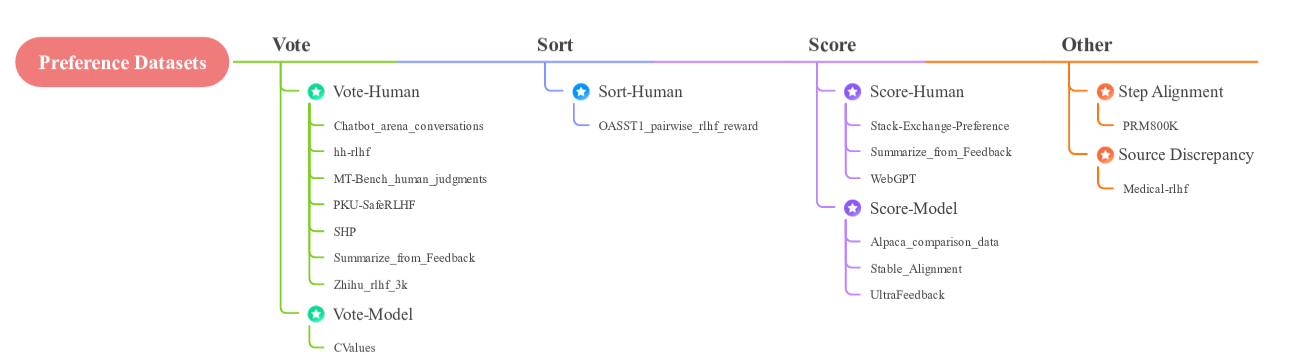 Preference Datasets
Vote
Vote-Human
Chatbot_arena_conversations
hh-rlhf
MT-Bench_human_judgments
PKU-SafeRLHF
SHP
Summarize_from_Feedback
Zhihu_rlhf_3k
Vote-Model
CValues
Sort
Sort-Human
OASST1_pairwise_rlhf_reward
Score
Score-Human
Stack-Exchange-Preference
Summarize_from_Feedback
WebGPT
Score-Model
Alpaca_comparison_data
Stable_Alignment
UltraFeedback
Other
Step Alignment
PRM800K
Source Discrepancy
Medical-rlhf